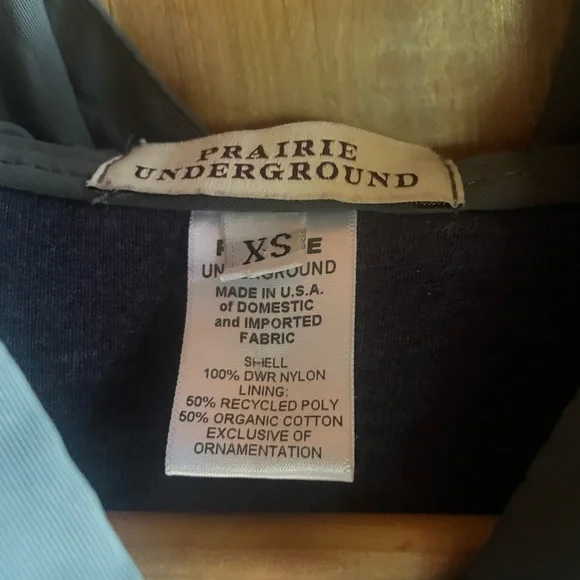 PRAIRIE
UNDERGROUND
XS
UNDERGROUND
MADE IN U.S.A.
of DOMESTIC
and IMPORTED
FABRIC
SHELL
100% DWR NYLON
LINING:
50% RECYCLED POLY
50% ORGANIC COTTON
EXCLUSIVE OF
ORNAMENTATION